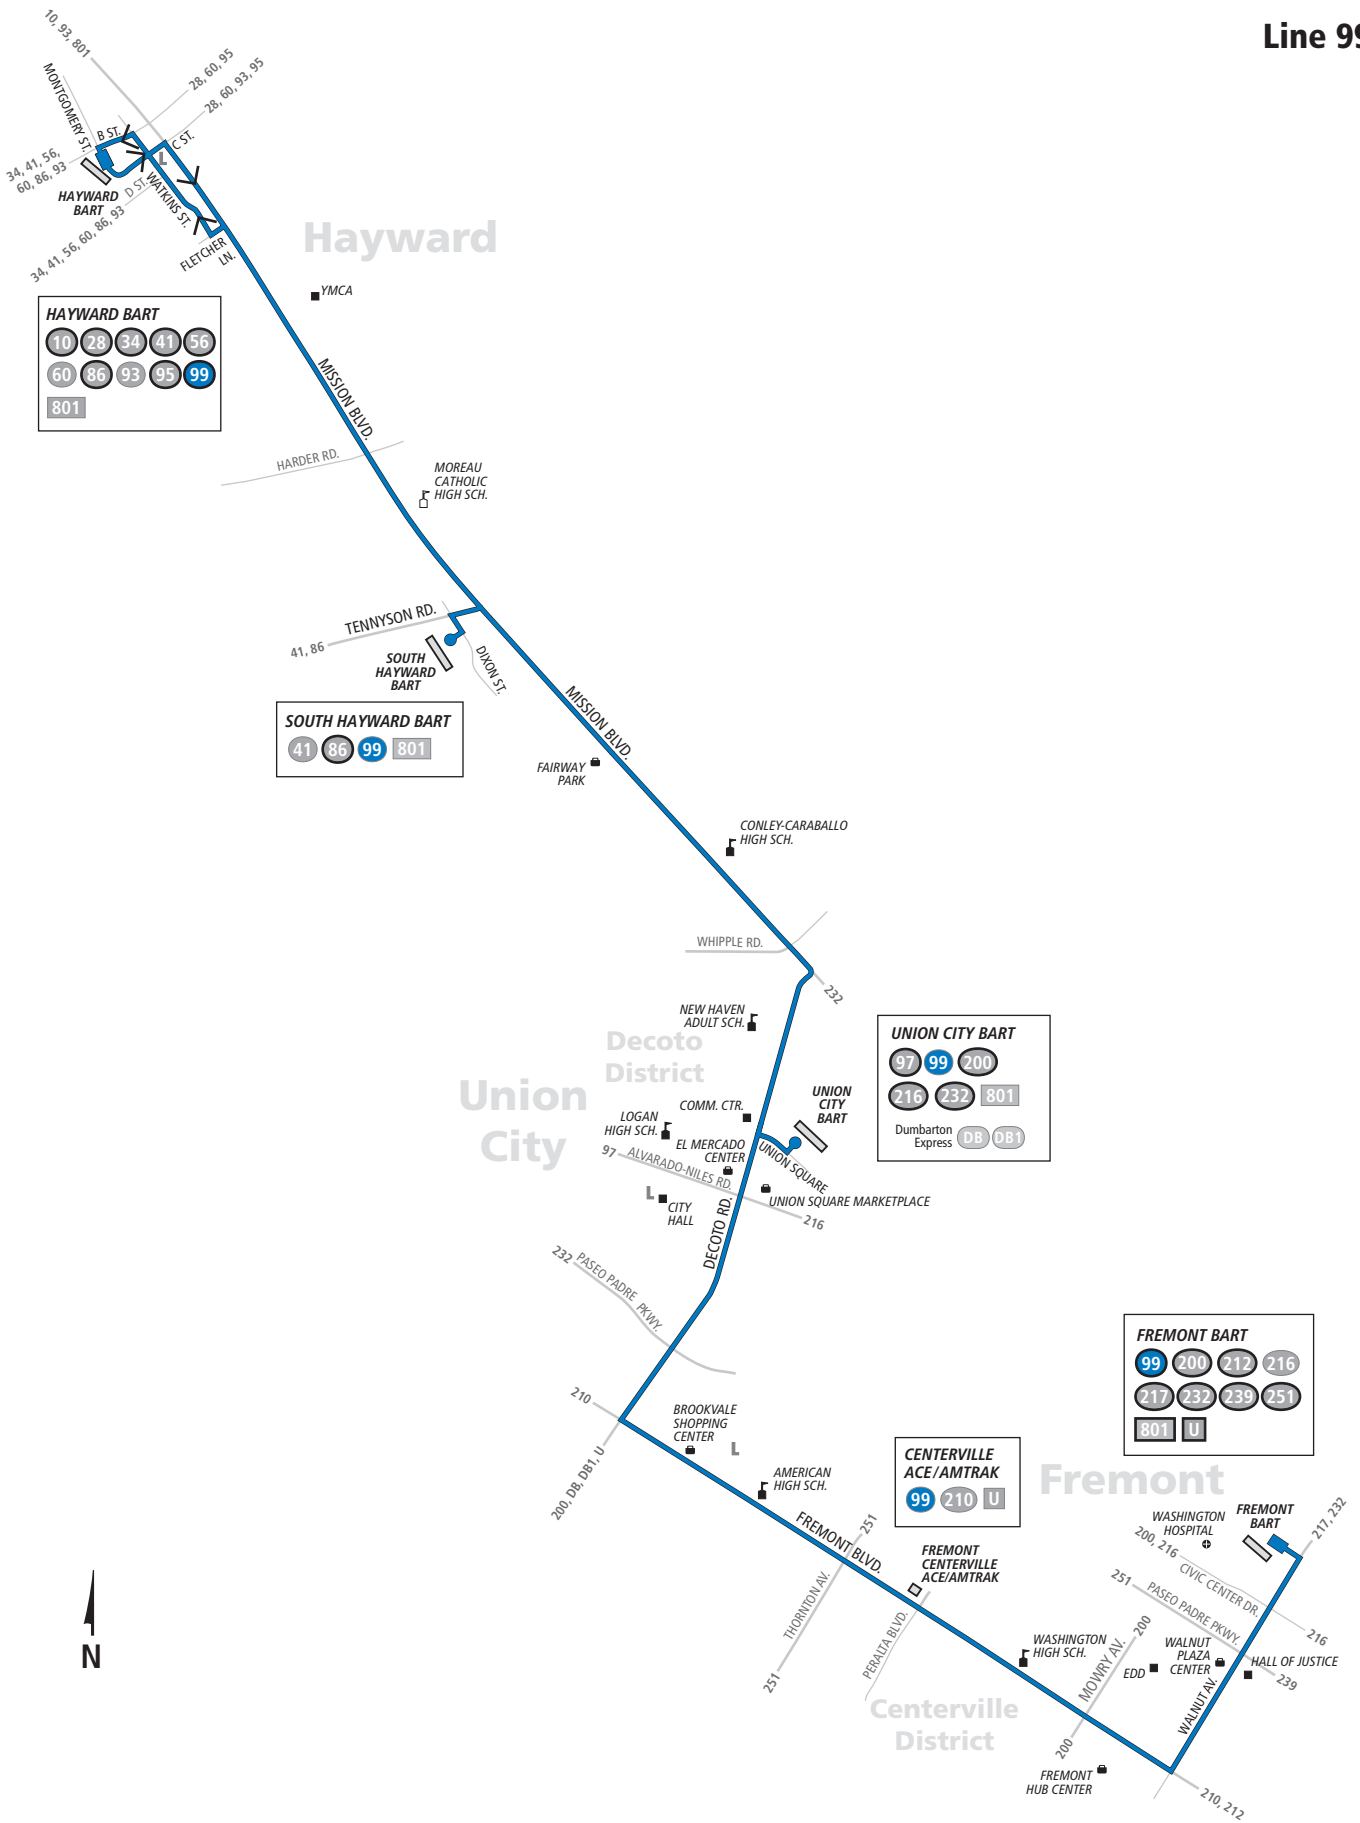 Line 99
10, 93, 801
28, 60, 95
28, 60, 93, 95
MONTGOMERY ST.
B ST.
C ST.
L
34, 41, 56,
60, 86, 93
HAYWARD
BART
D ST.
WATKINS ST.
34, 41, 56, 60, 86, 93
FLETCHER
LN.
Hayward
YMCA
HAYWARD BART
10 28 34 41 56
60 86 93 95 99
801
MISSION BLVD.
HARDER RD.
MOREAU
CATHOLIC
HIGH SCH.
TENNYSON RD.
41, 86
SOUTH
HAYWARD
BART
DIXON ST.
SOUTH HAYWARD BART
41 86 99 801
MISSION BLVD.
FAIRWAY
PARK
CONLEY-CARABALLO
HIGH SCH.
WHIPPLE RD.
232
NEW HAVEN
ADULT SCH.
Decoto
District
Union
City
UNION CITY BART
97 99 200
216 232 801
Dumbarton
Express
DB DB1
UNION
CITY
BART
COMM. CTR.
LOGAN
HIGH SCH.
EL MERCADO
CENTER
97
ALVARADO-NILES RD.
UNION SQUARE
UNION SQUARE MARKETPLACE
216
L
CITY
HALL
DECOTO RD.
232
PASEO PADRE PKWY.
210
200, DB, DB1, U
BROOKVALE
SHOPPING
CENTER
L
AMERICAN
HIGH SCH.
FREMONT BLVD.
FREMONT BART
99 200 212 216
217 232 239 251
801 U
CENTERVILLE
ACE/AMTRAK
99 210 U
Fremont
251
THORNTON AV.
251
FREMONT
CENTERVILLE
ACE/AMTRAK
PERALTA BLVD.
WASHINGTON
HOSPITAL
FREMONT
BART
217, 232
200, 216
CIVIC CENTER DR.
216
251
PASEO PADRE PKWY.
239
WASHINGTON
HIGH SCH.
200
MOWRY AV.
200
EDD
WALNUT
PLAZA
CENTER
HALL OF JUSTICE
WALNUT AV.
Centerville
District
FREMONT
HUB CENTER
210, 212
N